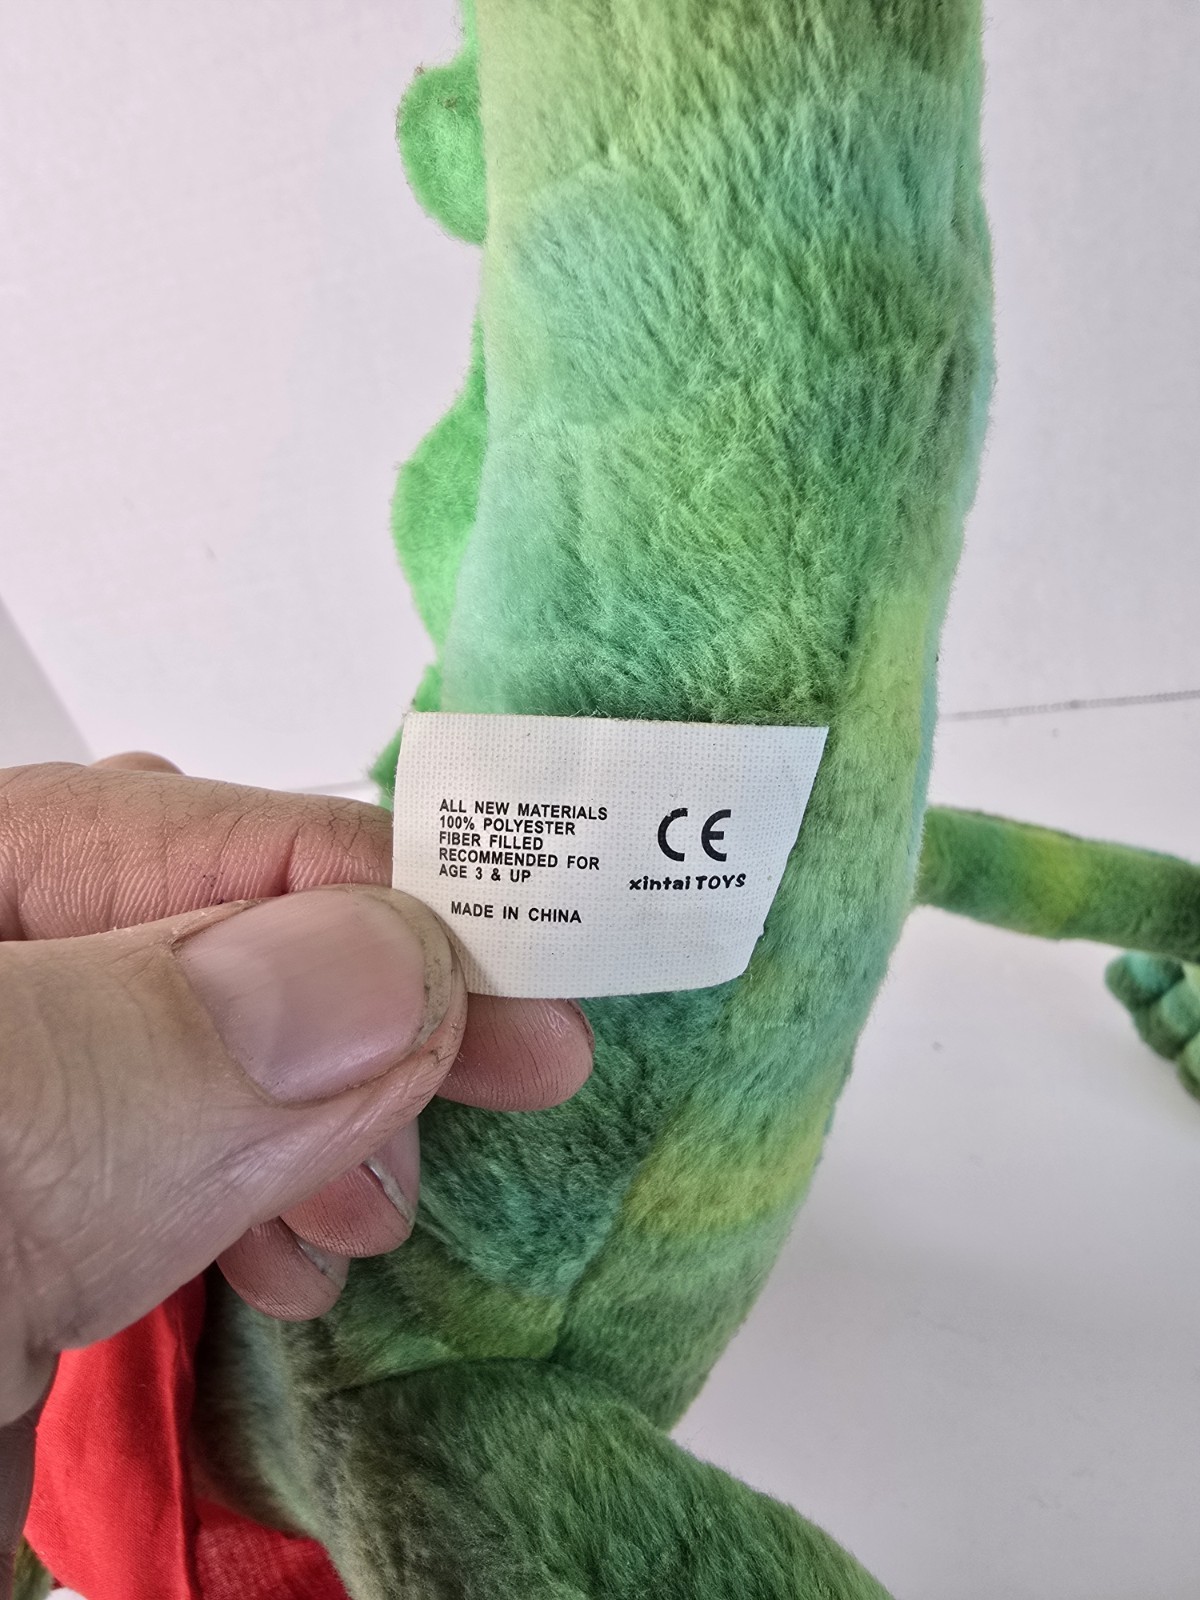 ALL NEW MATERIALS
100% POLYESTER
FIBER FILLED
RECOMMENDED FOR
AGE 3 & UP
MADE IN CHINA
CE
xintai TOYS